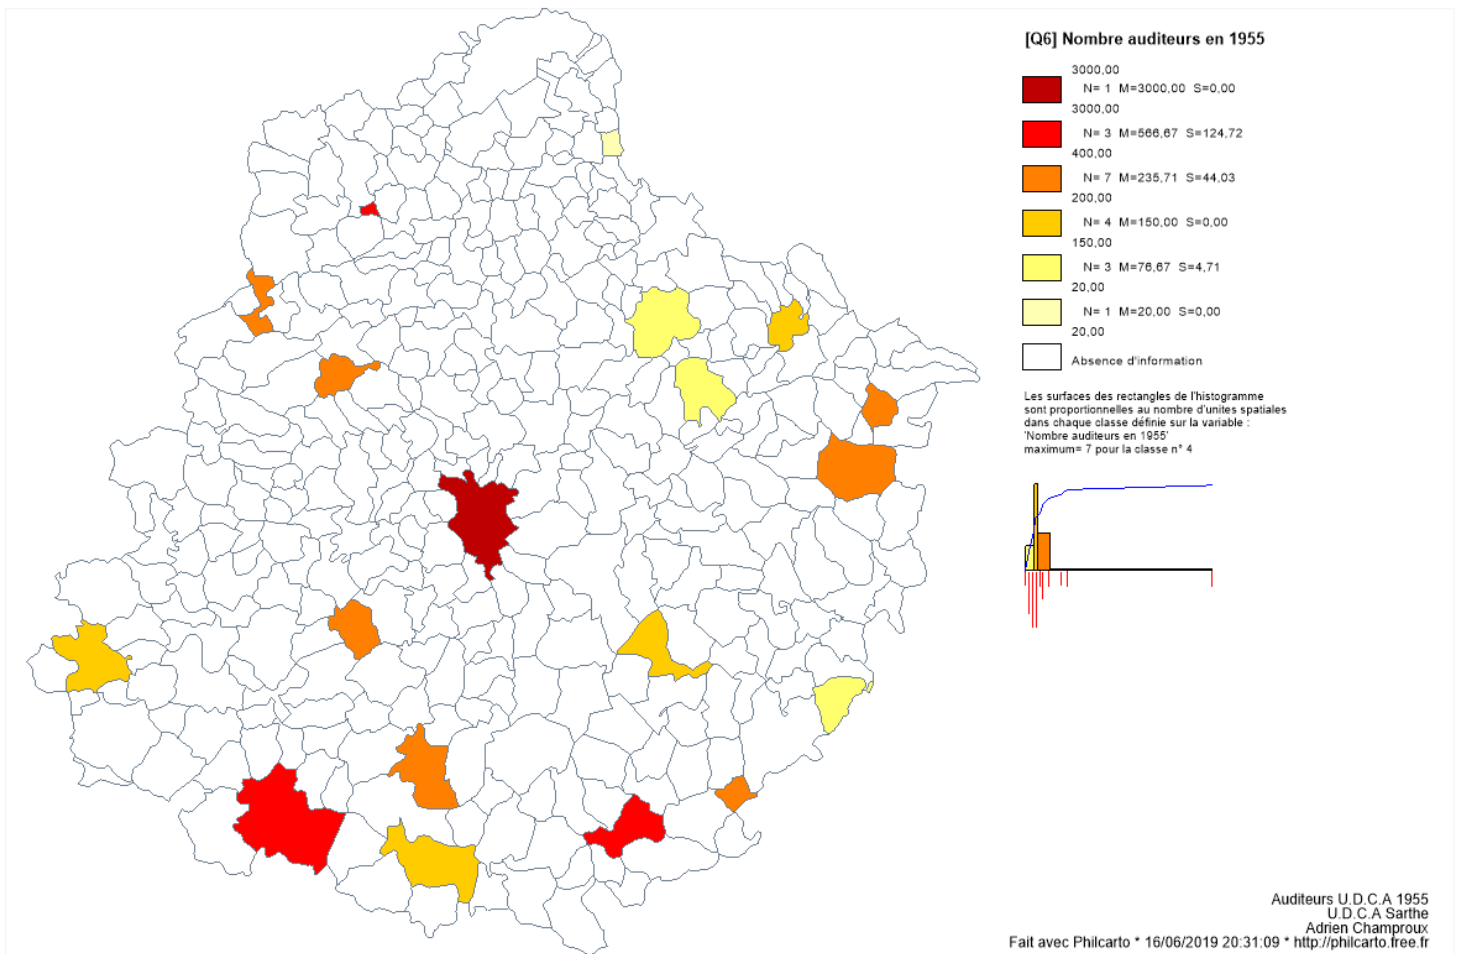 [Q6] Nombre auditeurs en 1955
3000,00
N= 1 M=3000,00 S=0,00
3000,00
N= 3 M=566,67 S=124,72
400,00
N= 7 M=235,71 S=44,03
200,00
N= 4 M=150,00 S=0,00
150,00
N= 3 M=76,67 S=4,71
20,00
N= 1 M=20,00 S=0,00
20,00
Absence d'information
Les surfaces des rectangles de l'histogramme
sont proportionnelles au nombre d'unites spatiales
dans chaque classe définie sur la variable :
'Nombre auditeurs en 1955'
maximum= 7 pour la classe n° 4
Auditeurs U.D.C.A 1955
U.D.C.A Sarthe
Adrien Champroux
Fait avec Philcarto * 16/06/2019 20:31:09 * http://philcarto.free.fr